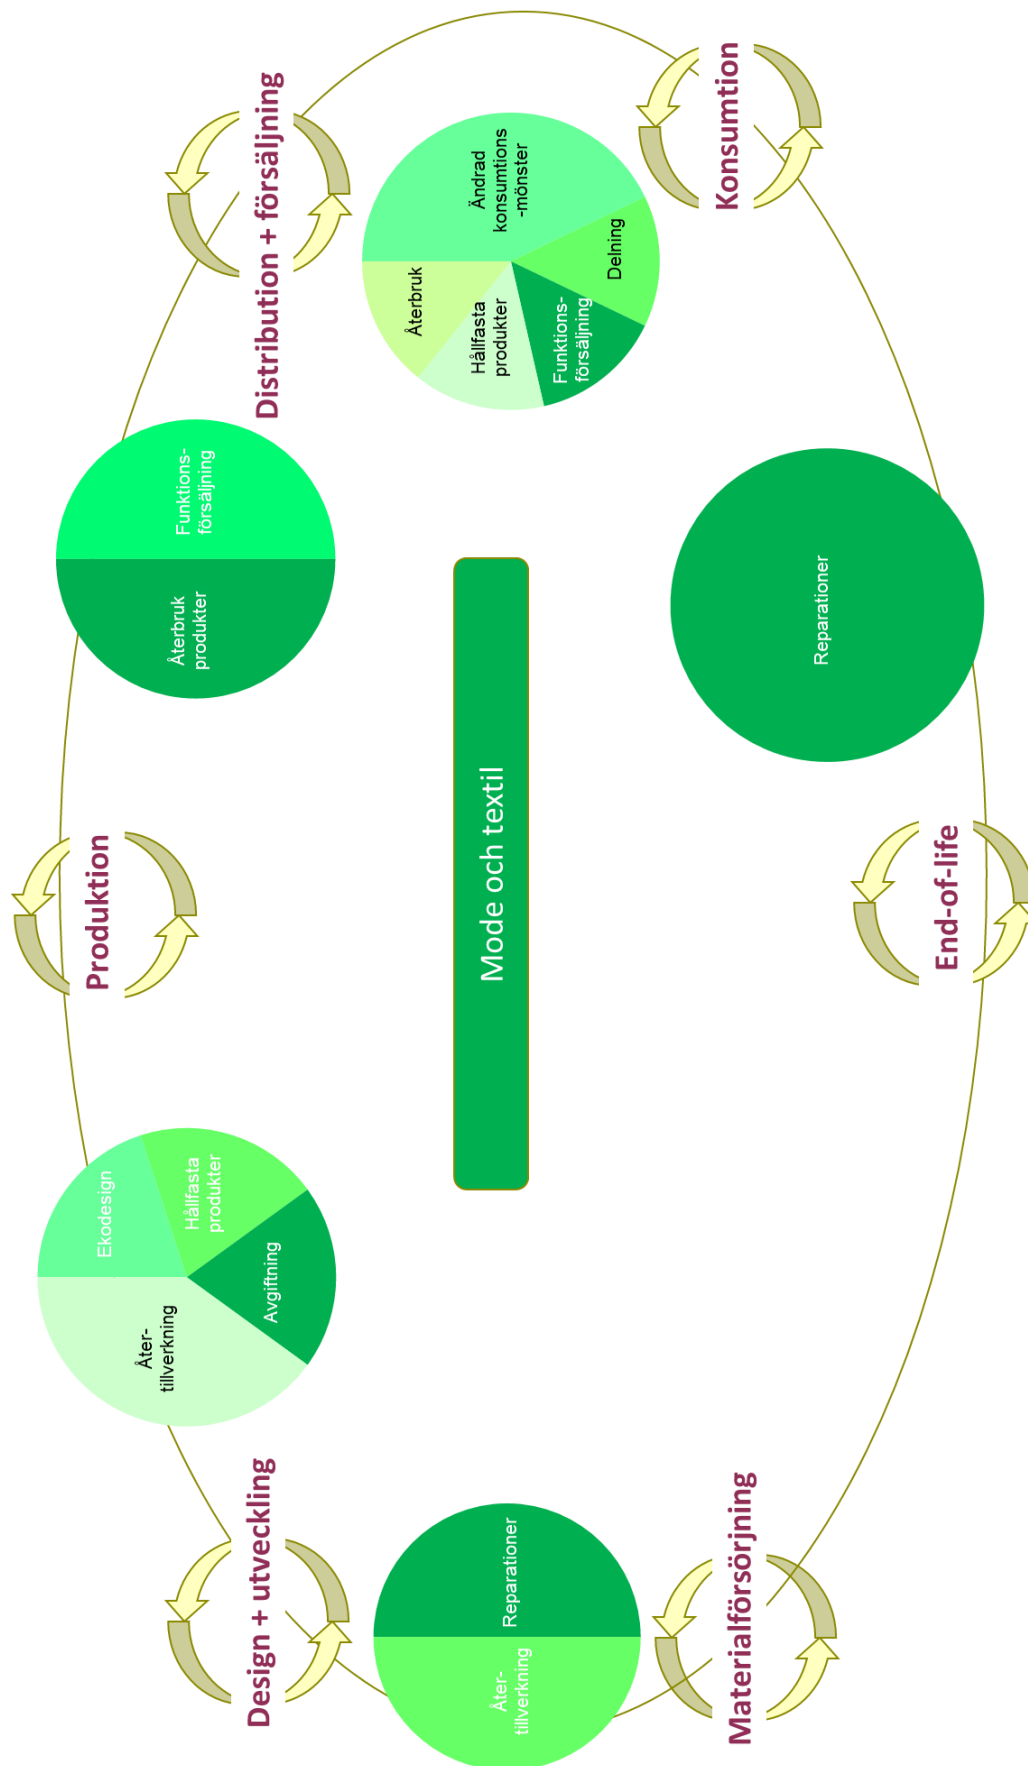 Produktion
Design + utveckling
Åter-
tillverkning
Ekodesign
Hållfasta
produkter
Avgiftning
Återbruk
produkter
Funktions-
försäljning
Distribution + försäljning
Återbruk
Ändrad
konsumtions
-mönster
Hållfasta
produkter
Funktions-
försäljning
Delning
Mode och textil
Åter-
tillverkning
Reparationer
Materialförsörjning
Reparationer
Konsumtion
End-of-life